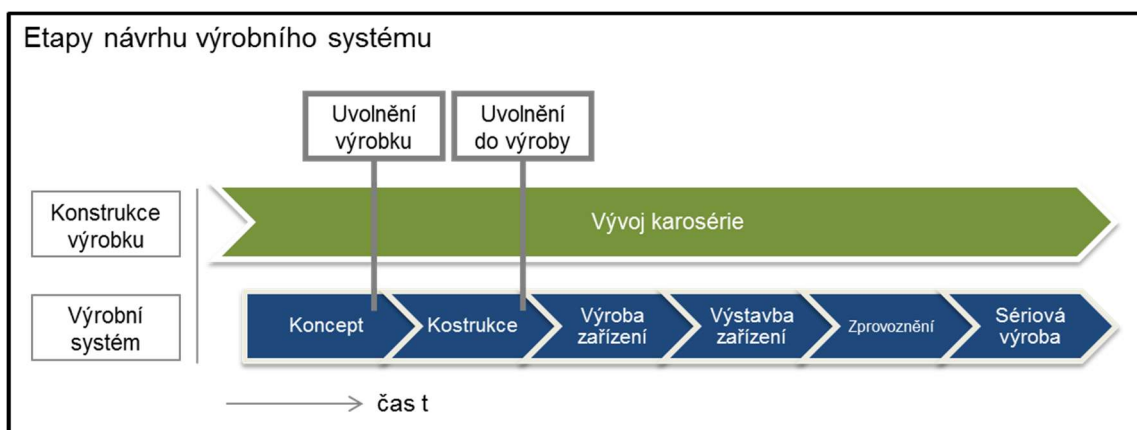 Etapy návrhu výrobního systému
Uvolnění
výrobku
Uvolnění
do výroby
Konstrukce
výrobku
Vývoj karosérie
Výrobní
systém
Koncept
Kostrukce
Výroba
zařízení
Výstavba
zařízení
Zprovoznění
Sériová
výroba
čas t